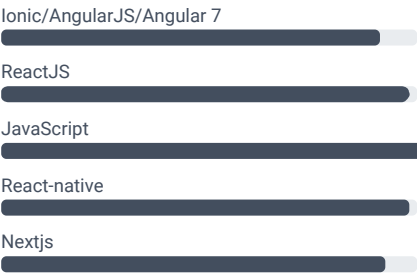 Ionic/AngularJS/Angular 7
ReactJS
JavaScript
React-native
Nextjs